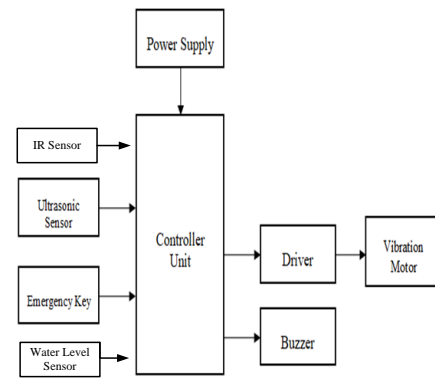 Power Supply
IR Sensor
Ultrasonic
Sensor
Emergency Key
Water Level
Sensor
Controller
Unit
Driver
Vibration
Motor
Buzzer